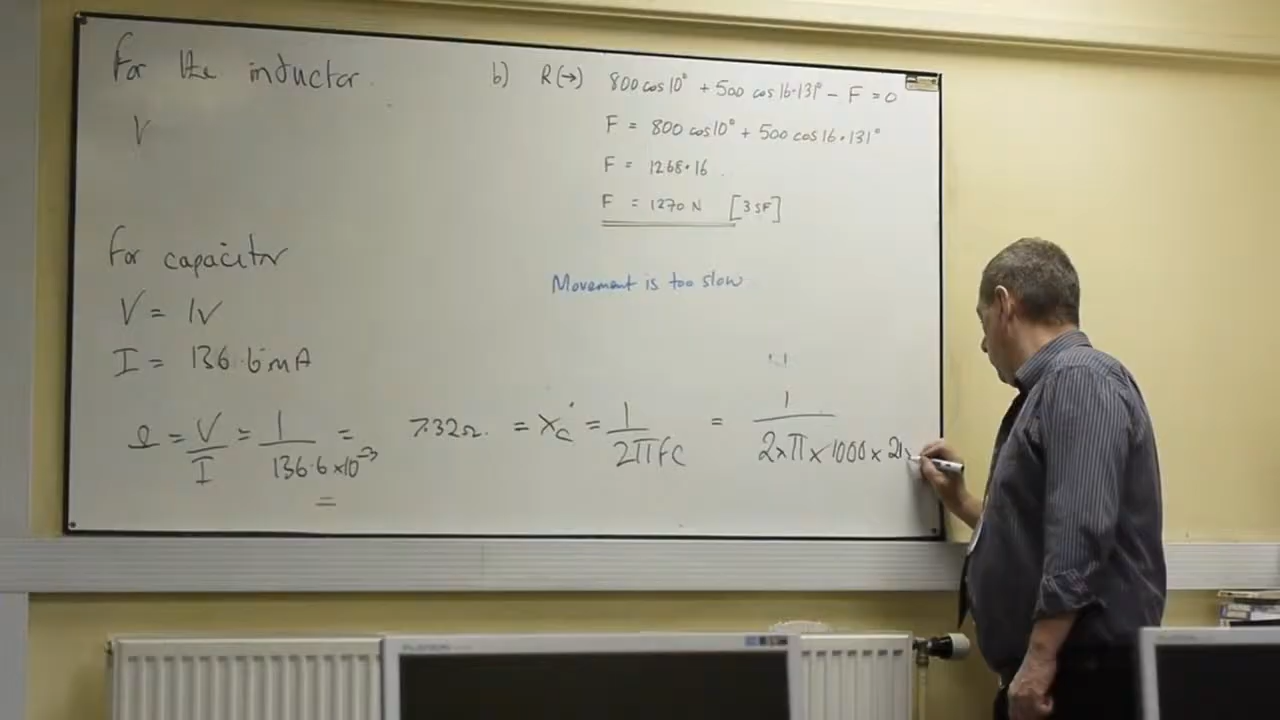 For the inductor.
V
For capacitor
V = 1V
I = 136.6mA
Ω = V/I = 1/(136.6×10⁻³) = 7.32Ω. = Xc = 1/(2πfC) = 1/(2×π×1000×21×
=
b) R(→) 800 cos 10° + 500 cos 16.131° − F = 0
F = 800 cos 10° + 500 cos 16.131°
F = 1268.16
F = 1270 N [3 SF]
Movement is too slow